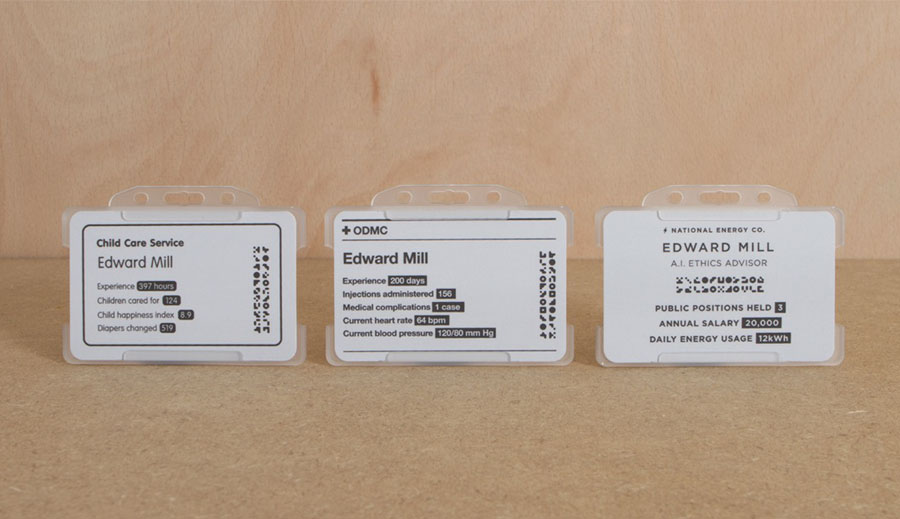 Child Care Service
Edward Mill
Experience 397 hours
Children cared for 124
Child happiness index 8.9
Diapers changed 519
ODMC
Edward Mill
Experience 200 days
Injections administered 156
Medical complications 1 case
Current heart rate 64 bpm
Current blood pressure 120/80 mm Hg
NATIONAL ENERGY CO.
EDWARD MILL
A.I. ETHICS ADVISOR
PUBLIC POSITIONS HELD 3
ANNUAL SALARY 20,000
DAILY ENERGY USAGE 12kWh